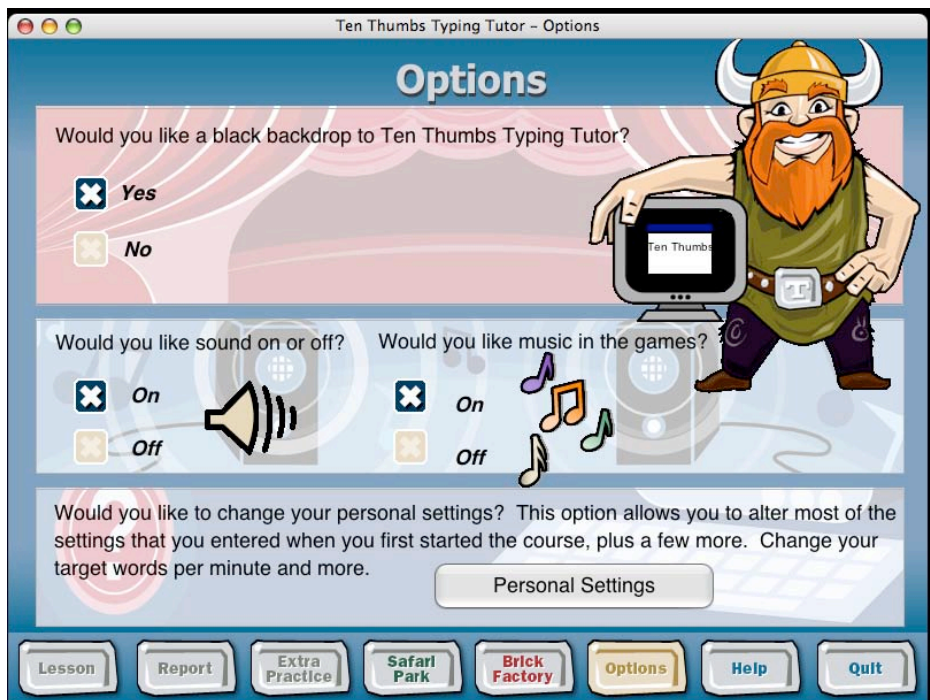 Ten Thumbs Typing Tutor – Options
Options
Would you like a black backdrop to Ten Thumbs Typing Tutor?
Yes
No
Ten Thumbs
T
Would you like sound on or off?
On
Off
Would you like music in the games?
On
Off
Would you like to change your personal settings?  This option allows you to alter most of the
settings that you entered when you first started the course, plus a few more.  Change your
target words per minute and more.
Personal Settings
Lesson
Report
Extra
Practice
Safari
Park
Brick
Factory
Options
Help
Quit